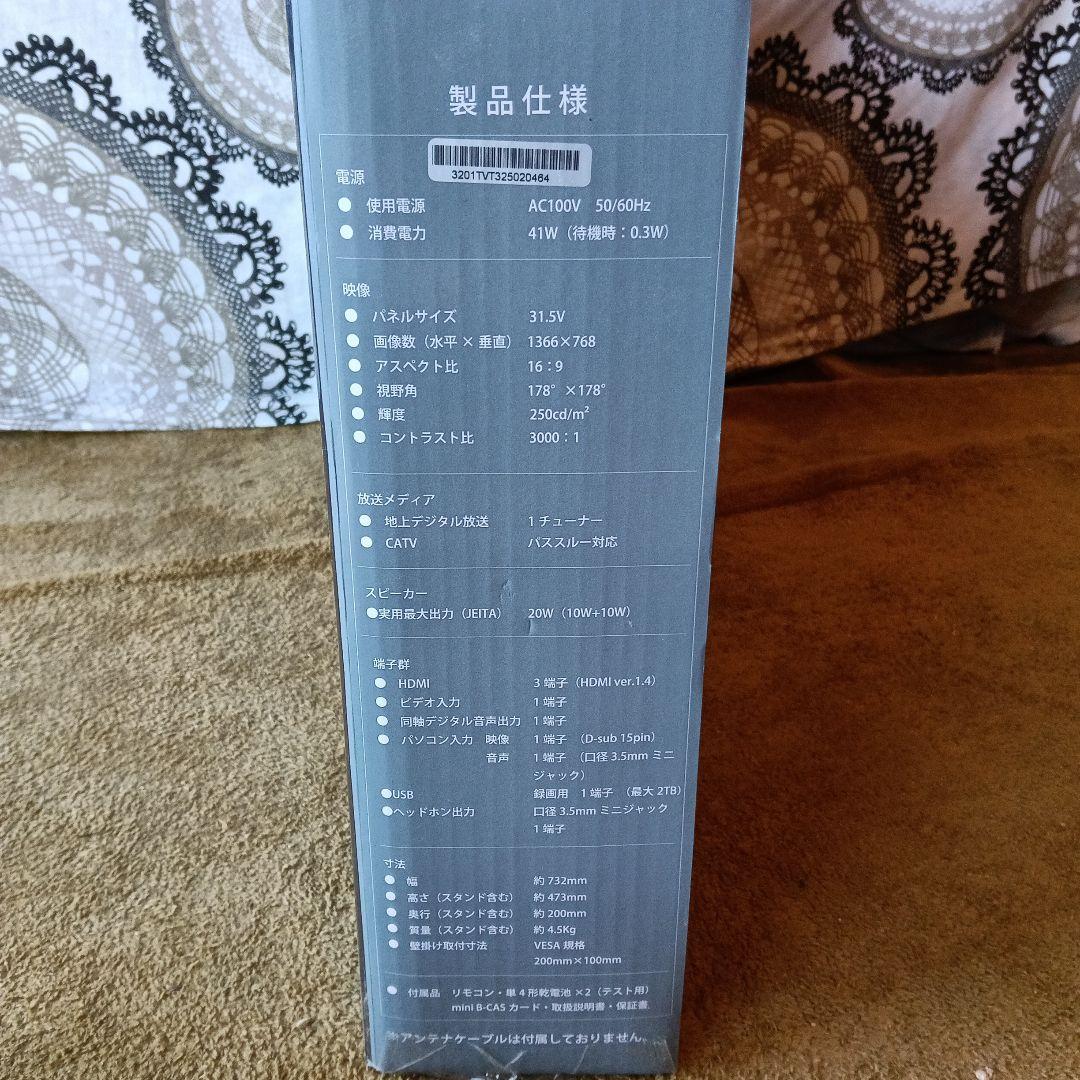 製品仕様
3201TVT325020464
電源
● 使用電源 AC100V 50/60Hz
● 消費電力 41W（待機時：0.3W）
映像
● パネルサイズ 31.5V
● 画像数（水平 × 垂直） 1366×768
● アスペクト比 16：9
● 視野角 178°×178°
● 輝度 250cd/m²
● コントラスト比 3000：1
放送メディア
● 地上デジタル放送 1 チューナー
● CATV パススルー対応
スピーカー
●実用最大出力（JEITA） 20W（10W+10W）
端子群
● HDMI 3 端子（HDMI ver.1.4）
● ビデオ入力 1 端子
● 同軸デジタル音声出力 1 端子
● パソコン入力 映像 1 端子 （D-sub 15pin）
音声 1 端子 （口径 3.5mm ミニ
ジャック）
●USB 録画用 1 端子 （最大 2TB）
●ヘッドホン出力 口径 3.5mm ミニジャック
1 端子
寸法
● 幅 約 732mm
● 高さ（スタンド含む） 約 473mm
● 奥行（スタンド含む） 約 200mm
● 質量（スタンド含む） 約 4.5Kg
● 壁掛け取付寸法 VESA 規格
200mm×100mm
● 付属品 リモコン・単 4 形乾電池 ×2（テスト用）
mini B-CAS カード・取扱説明書・保証書
※アンテナケーブルは付属しておりません。